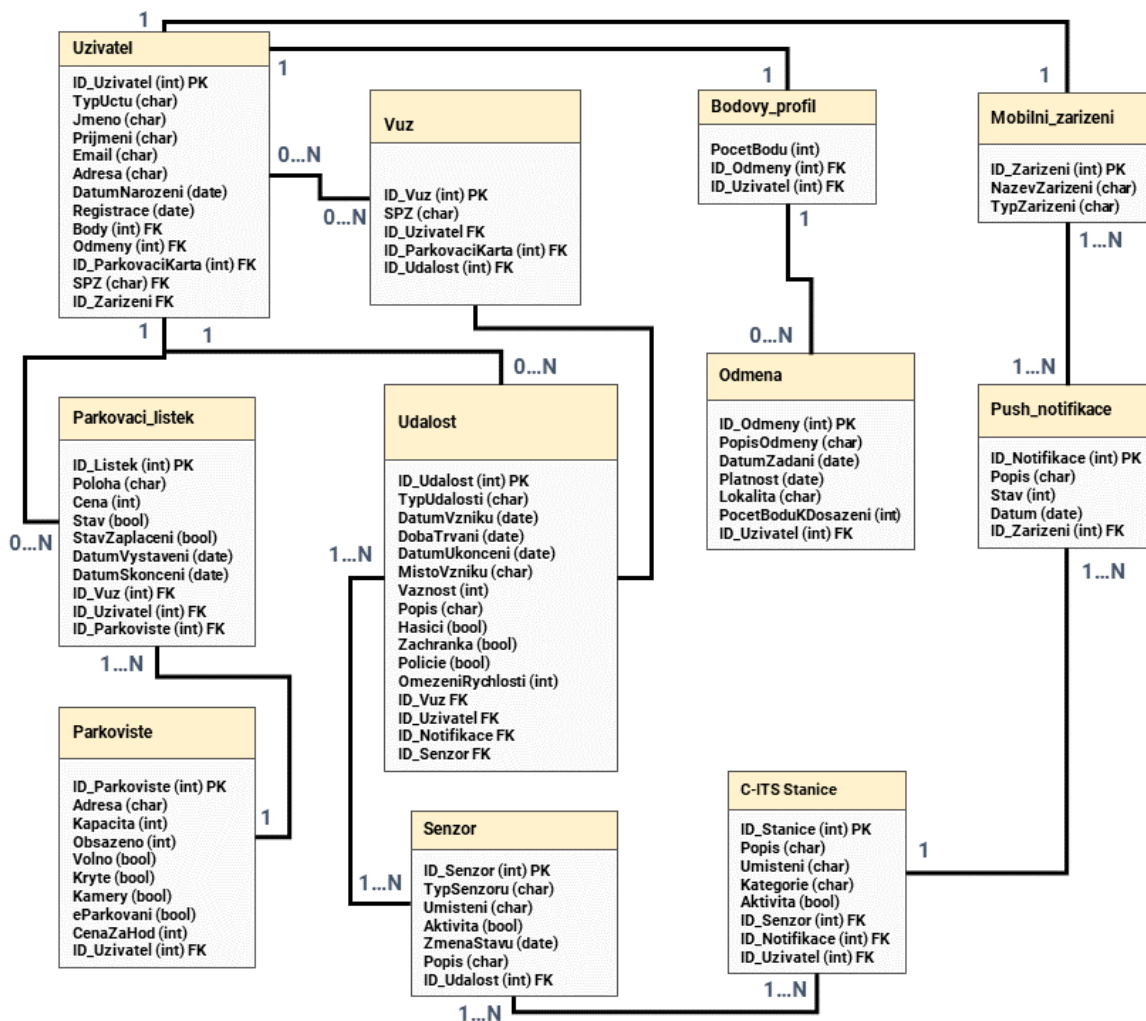 1
Uzivatel
ID_Uzivatel (int) PK
TypUctu (char)
Jmeno (char)
Prijmeni (char)
Email (char)
Adresa (char)
DatumNarozeni (date)
Registrace (date)
Body (int) FK
Odmeny (int) FK
ID_ParkovaciKarta (int) FK
SPZ (char) FK
ID_Zarizeni FK
1
1
1
0...N
0...N
Vuz
ID_Vuz (int) PK
SPZ (char)
ID_Uzivatel FK
ID_ParkovaciKarta (int) FK
ID_Udalost (int) FK
1
Bodovy_profil
PocetBodu (int)
ID_Odmeny (int) FK
ID_Uzivatel (int) FK
1
1
Mobilni_zarizeni
ID_Zarizeni (int) PK
NazevZarizeni (char)
TypZarizeni (char)
1...N
0...N
Parkovaci_listek
ID_Listek (int) PK
Poloha (char)
Cena (int)
Stav (bool)
StavZaplaceni (bool)
DatumVystaveni (date)
DatumSkonceni (date)
ID_Vuz (int) FK
ID_Uzivatel (int) FK
ID_Parkoviste (int) FK
1...N
0...N
Udalost
ID_Udalost (int) PK
TypUdalosti (char)
DatumVzniku (date)
DobaTrvani (date)
DatumUkonceni (date)
MistoVzniku (char)
Vaznost (int)
Popis (char)
Hasici (bool)
Zachranka (bool)
Policie (bool)
OmezeniRychlosti (int)
ID_Vuz FK
ID_Uzivatel FK
ID_Notifikace FK
ID_Senzor FK
1...N
0...N
Odmena
ID_Odmeny (int) PK
PopisOdmeny (char)
DatumZadani (date)
Platnost (date)
Lokalita (char)
PocetBoduKDosazeni (int)
ID_Uzivatel (int) FK
1...N
Push_notifikace
ID_Notifikace (int) PK
Popis (char)
Stav (int)
Datum (date)
ID_Zarizeni (int) FK
1...N
Parkoviste
ID_Parkoviste (int) PK
Adresa (char)
Kapacita (int)
Obsazeno (int)
Volno (bool)
Kryte (bool)
Kamery (bool)
eParkovani (bool)
CenaZaHod (int)
ID_Uzivatel (int) FK
1
1...N
Senzor
ID_Senzor (int) PK
TypSenzoru (char)
Umisteni (char)
Aktivita (bool)
ZmenaStavu (date)
Popis (char)
ID_Udalost (int) FK
1...N
C-ITS Stanice
ID_Stanice (int) PK
Popis (char)
Umisteni (char)
Kategorie (char)
Aktivita (bool)
ID_Senzor (int) FK
ID_Notifikace (int) FK
ID_Uzivatel (int) FK
1
1...N